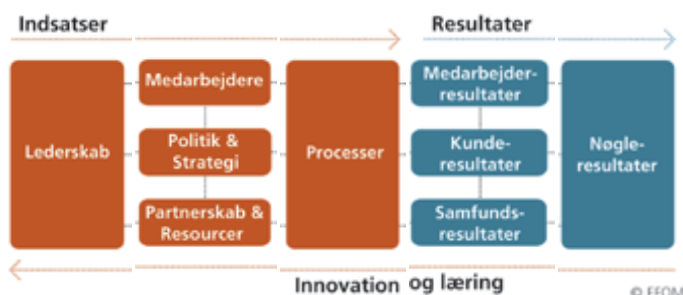 Indsatser
Resultater
Lederskab
Medarbejdere
Politik &
Strategi
Partnerskab &
Resourcer
Processer
Medarbejder-
resultater
Kunde-
resultater
Samfunds-
resultater
Nøgle-
resultater
Innovation og læring
© EFQM